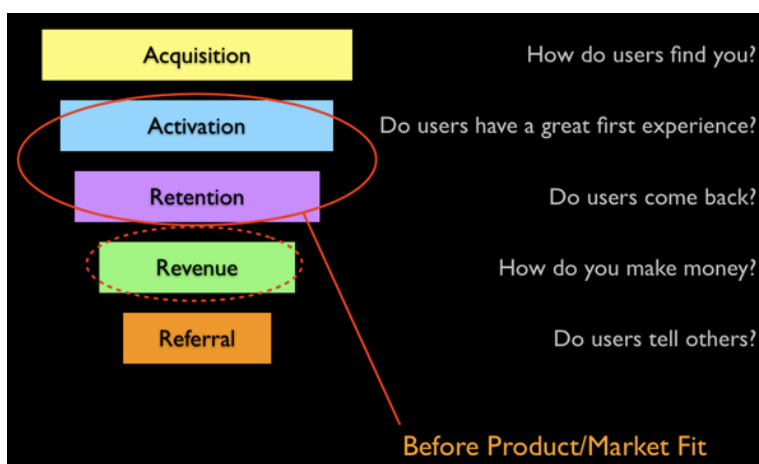 Acquisition How do users find you?
Activation Do users have a great first experience?
Retention Do users come back?
Revenue How do you make money?
Referral Do users tell others?
Before Product/Market Fit